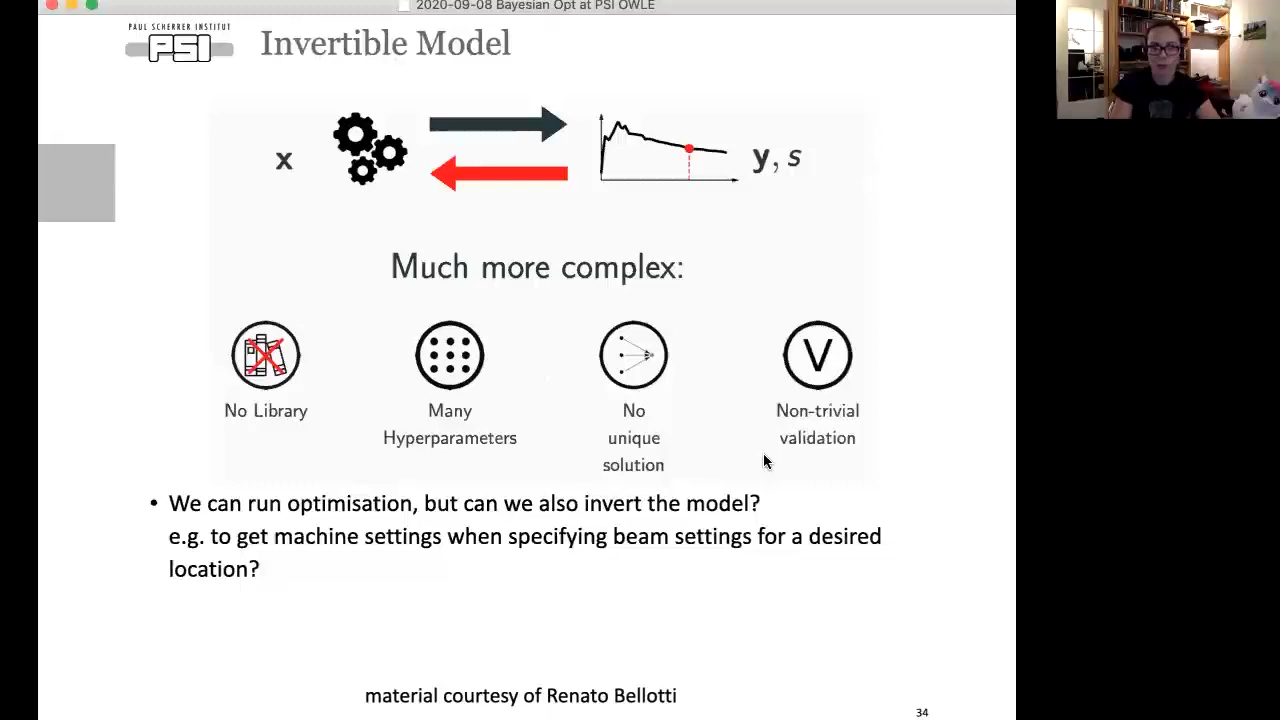 2020-09-08 Bayesian Opt at PSI OWLE
PAUL SCHERRER INSTITUT
PSI
Invertible Model
x
y, s
Much more complex:
No Library
Many
Hyperparameters
No
unique
solution
V
Non-trivial
validation
• We can run optimisation, but can we also invert the model?
e.g. to get machine settings when specifying beam settings for a desired
location?
material courtesy of Renato Bellotti
34